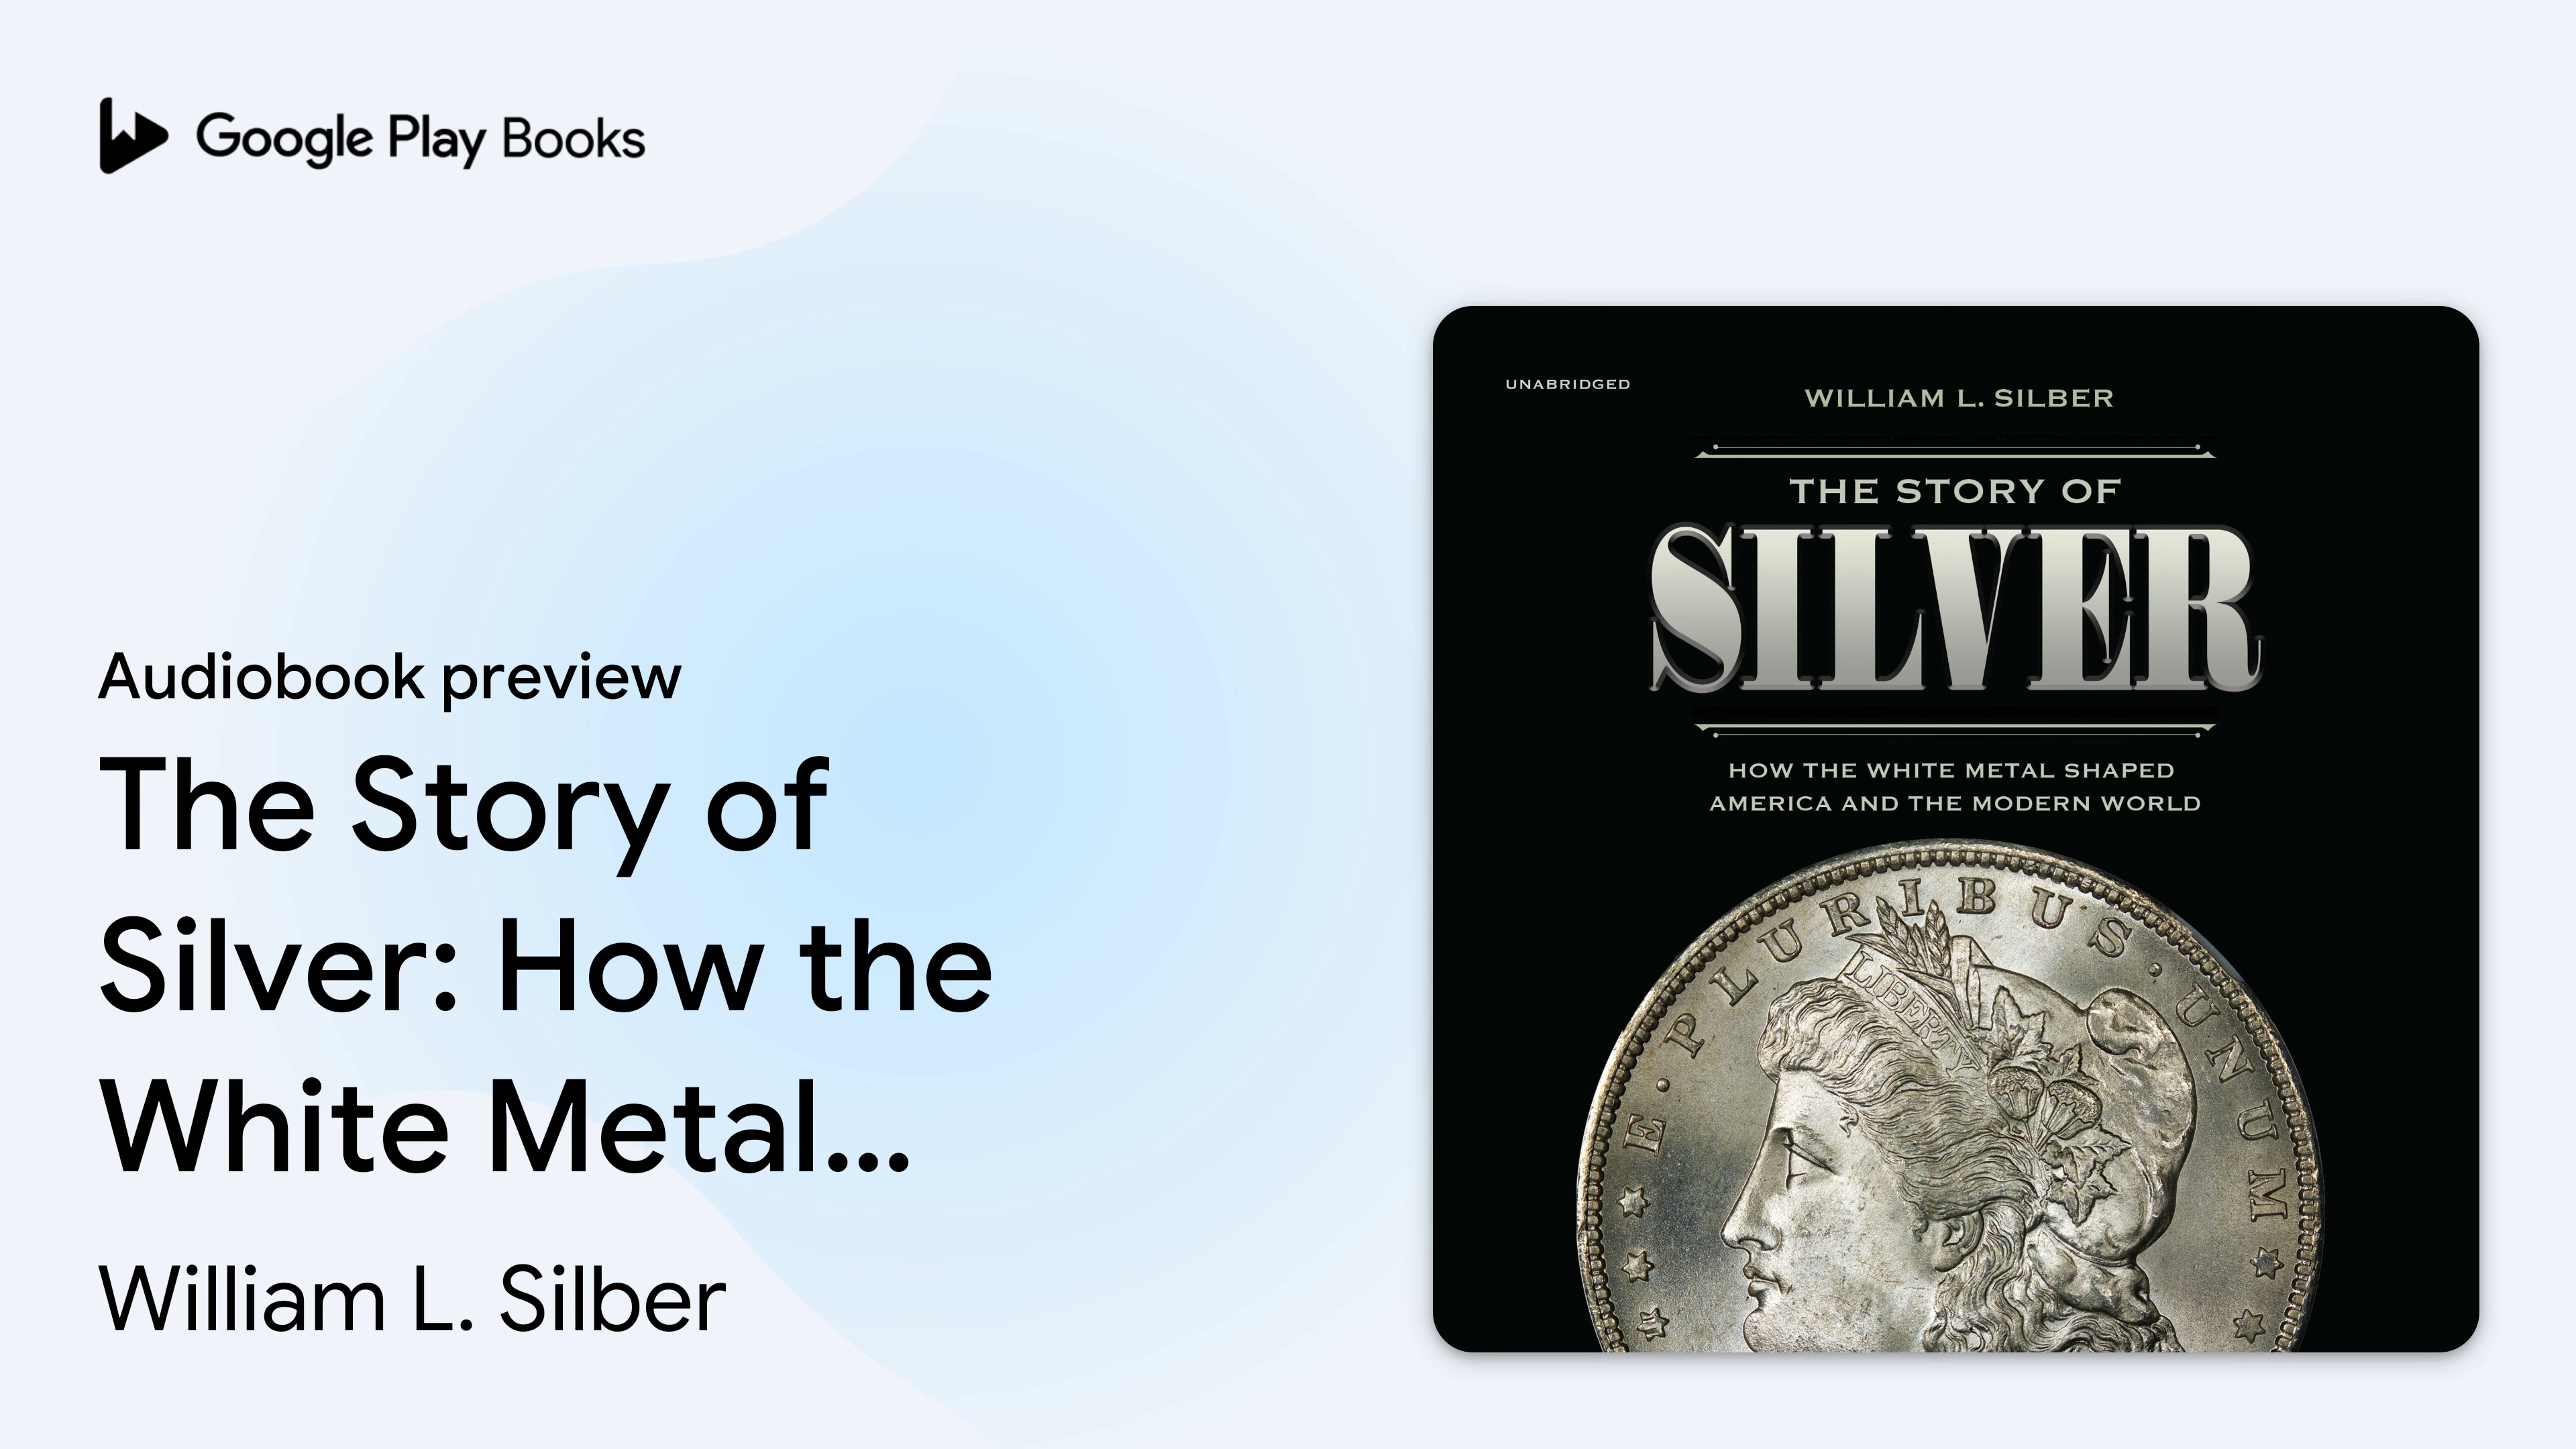 Google Play Books
Audiobook preview
The Story of
Silver: How the
White Metal...
William L. Silber
UNABRIDGED
WILLIAM L. SILBER
THE STORY OF
SILVER
HOW THE WHITE METAL SHAPED
AMERICA AND THE MODERN WORLD
E · PLURIBUS · UNUM
LIBERTY